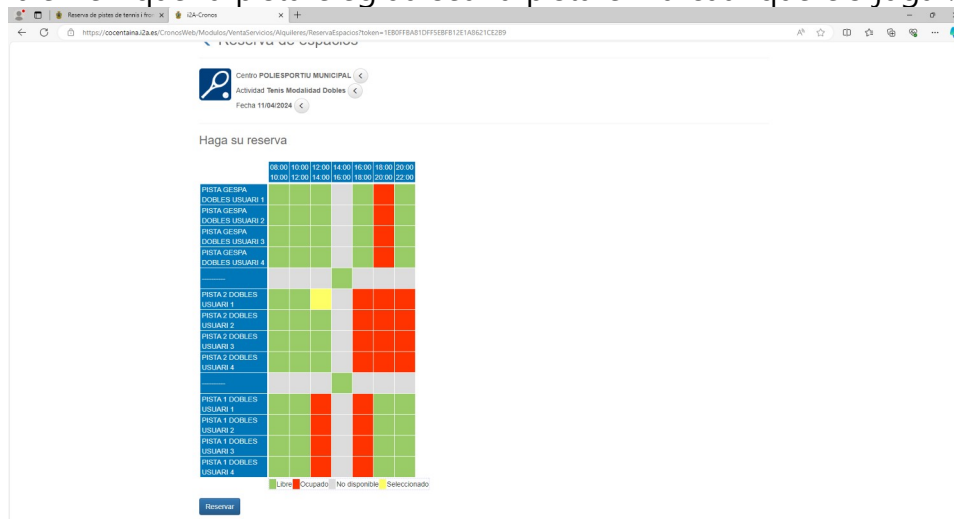 Reserva de pistes de tennis i fron
i2A-Cronos
https://cocentaina.i2a.es/CronosWeb/Modulos/VentaServicios/Alquileres/ReservaEspacios?token=1EB0FFBA81DFF5EBFB12E1A8621CE2B9
Reserva de espacios
Centro POLIESPORTIU MUNICIPAL
Actividad Tenis Modalidad Dobles
Fecha 11/04/2024
Haga su reserva
08:00 10:00 12:00 14:00 16:00 18:00 20:00
10:00 12:00 14:00 16:00 18:00 20:00 22:00
PISTA GESPA
DOBLES USUARI 1
PISTA GESPA
DOBLES USUARI 2
PISTA GESPA
DOBLES USUARI 3
PISTA GESPA
DOBLES USUARI 4
----------
PISTA 2 DOBLES
USUARI 1
PISTA 2 DOBLES
USUARI 2
PISTA 2 DOBLES
USUARI 3
PISTA 2 DOBLES
USUARI 4
----------
PISTA 1 DOBLES
USUARI 1
PISTA 1 DOBLES
USUARI 2
PISTA 1 DOBLES
USUARI 3
PISTA 1 DOBLES
USUARI 4
Libre Ocupado No disponible Seleccionado
Reservar